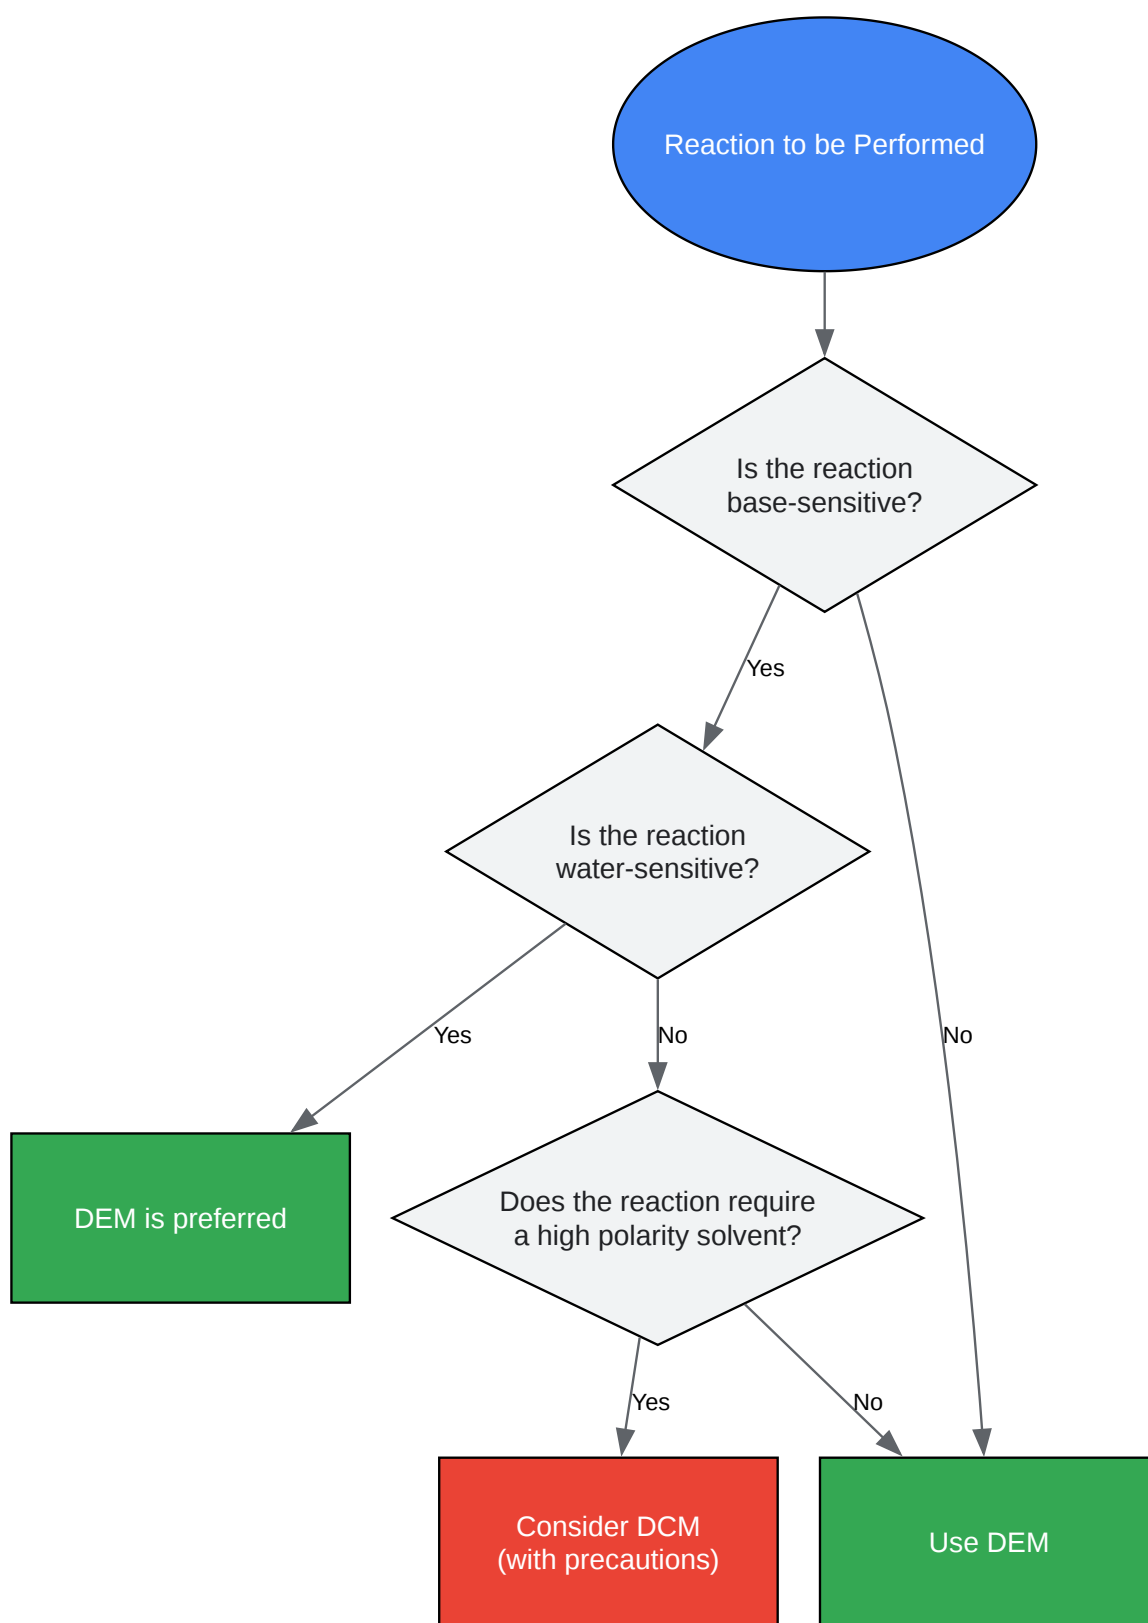 Reaction to be Performed
Is the reaction
base-sensitive?
Yes
Is the reaction
water-sensitive?
Yes
No
No
DEM is preferred
Does the reaction require
a high polarity solvent?
Yes
No
Consider DCM
(with precautions)
Use DEM